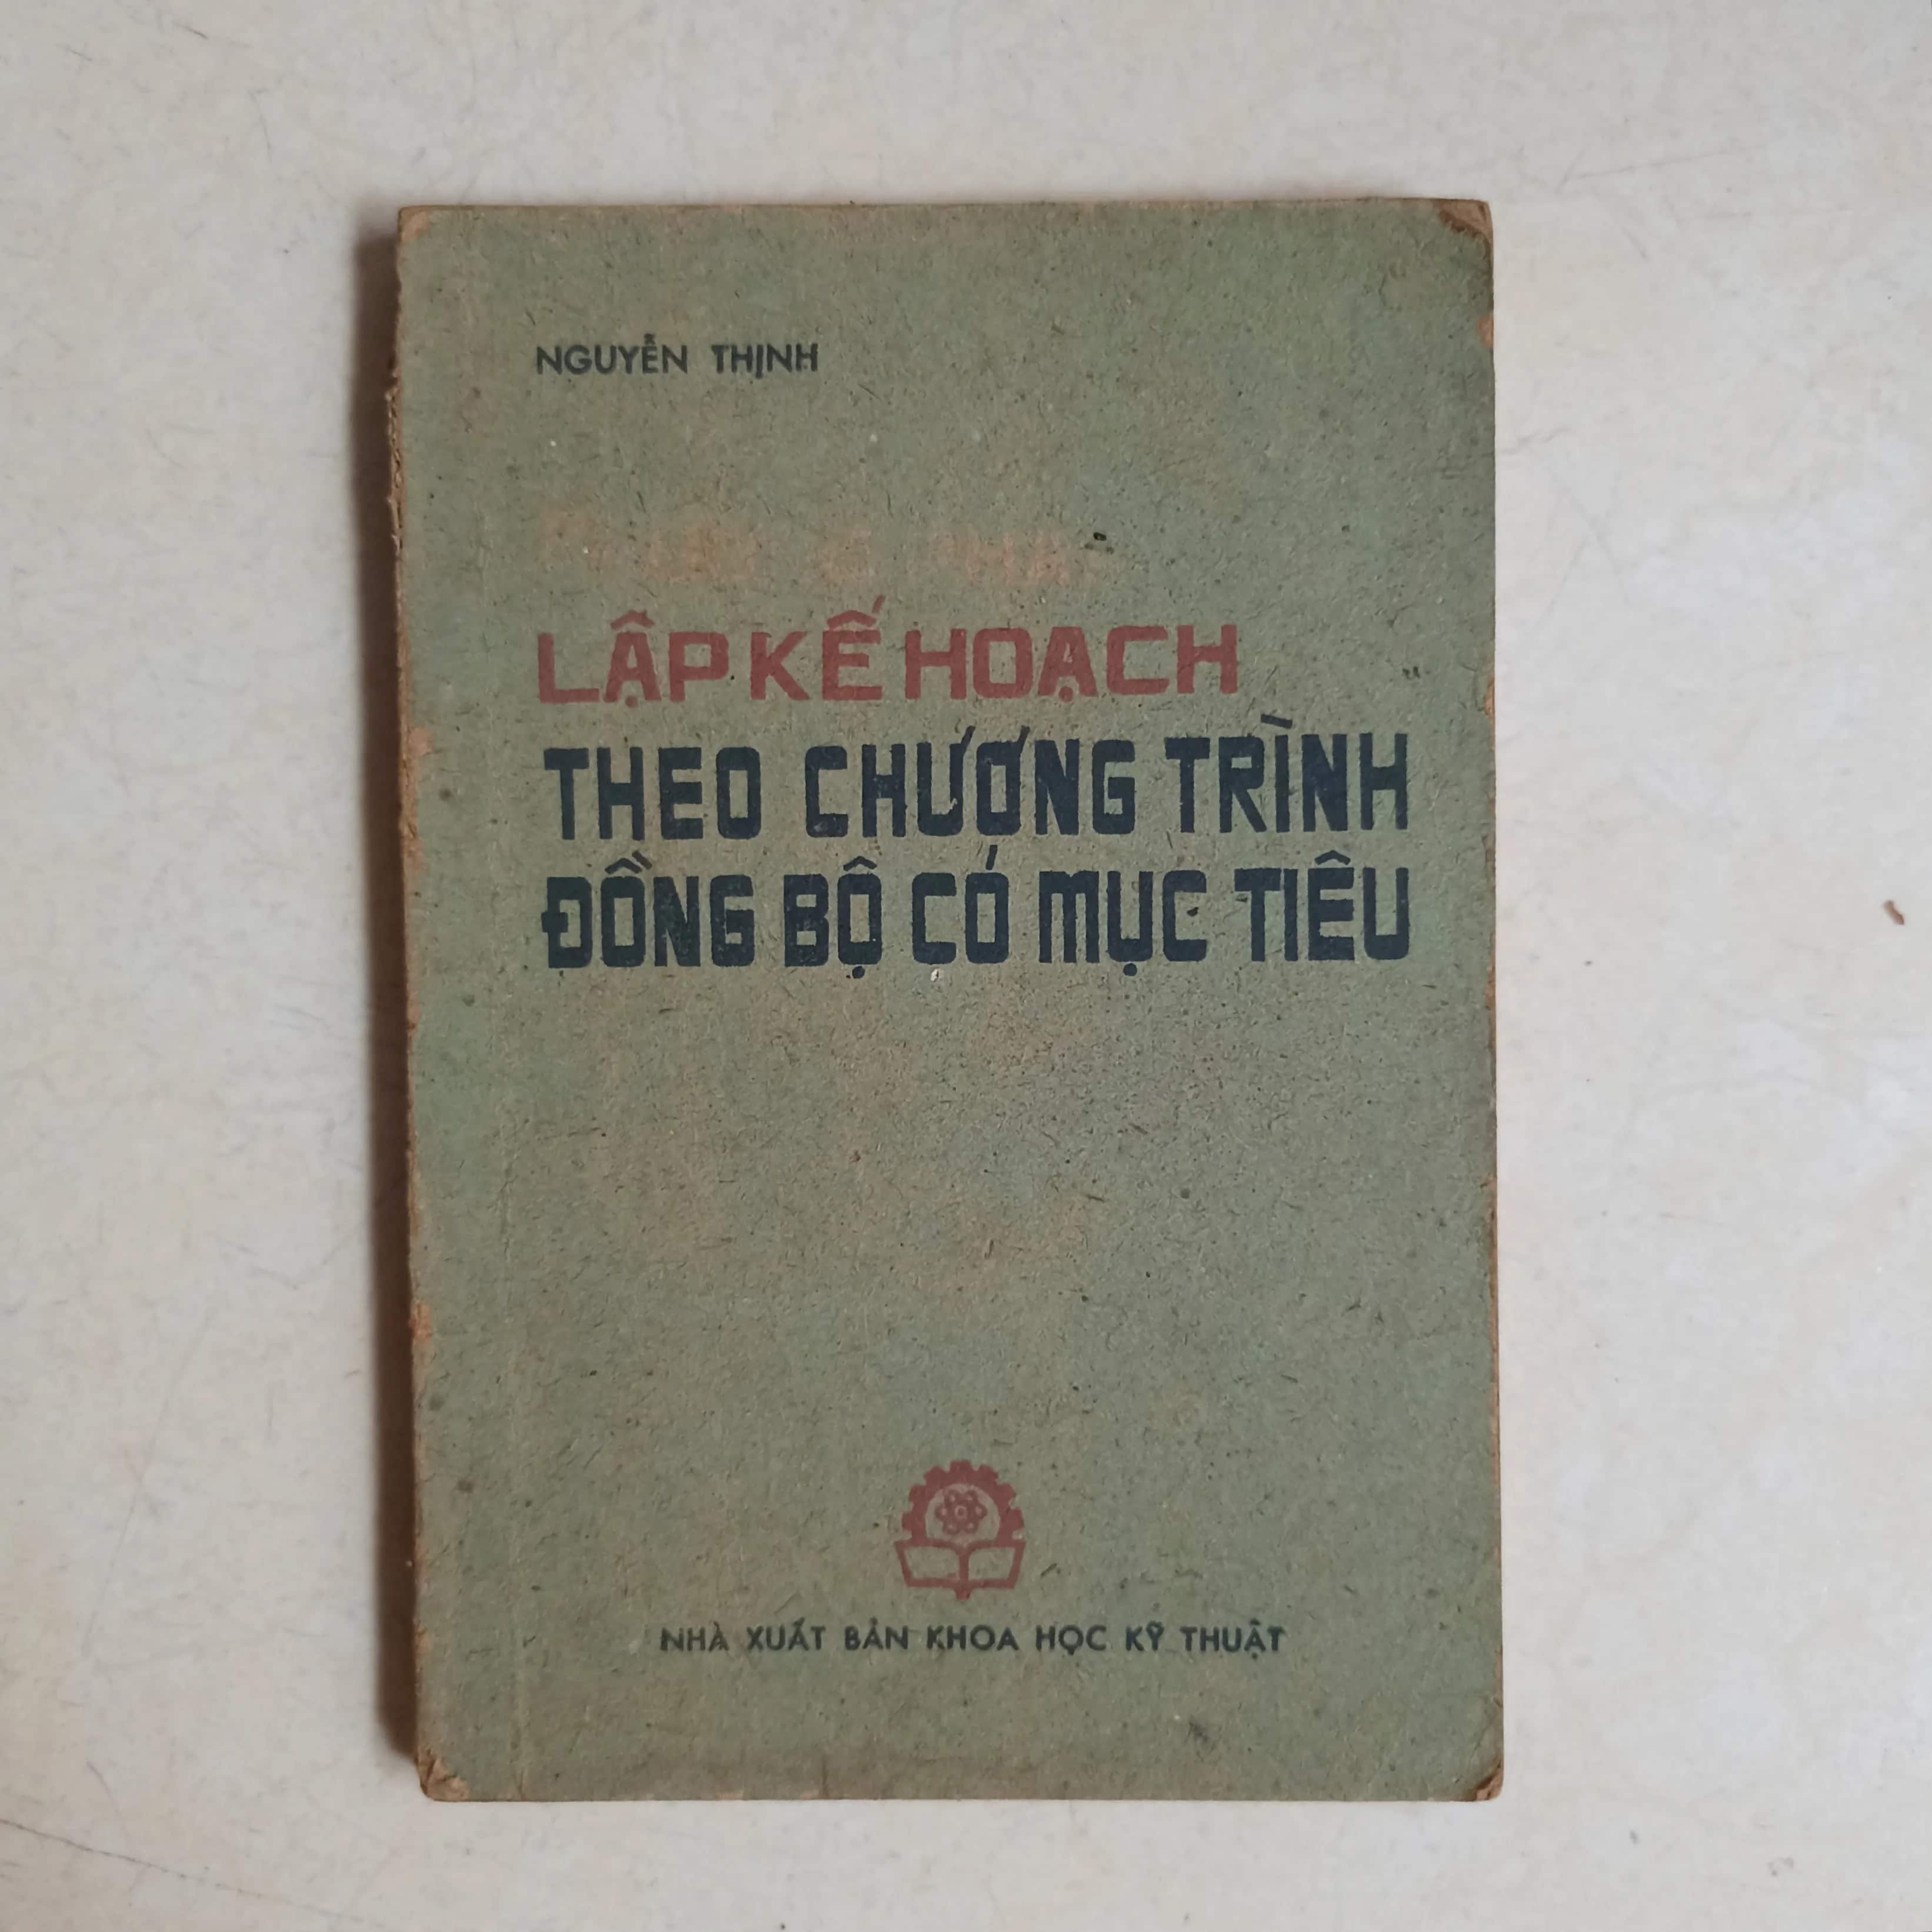 NGUYỄN THỊNH
LẬP KẾ HOẠCH
THEO CHƯƠNG TRÌNH
ĐỒNG BỘ CÓ MỤC TIÊU
NHÀ XUẤT BẢN KHOA HỌC KỸ THUẬT